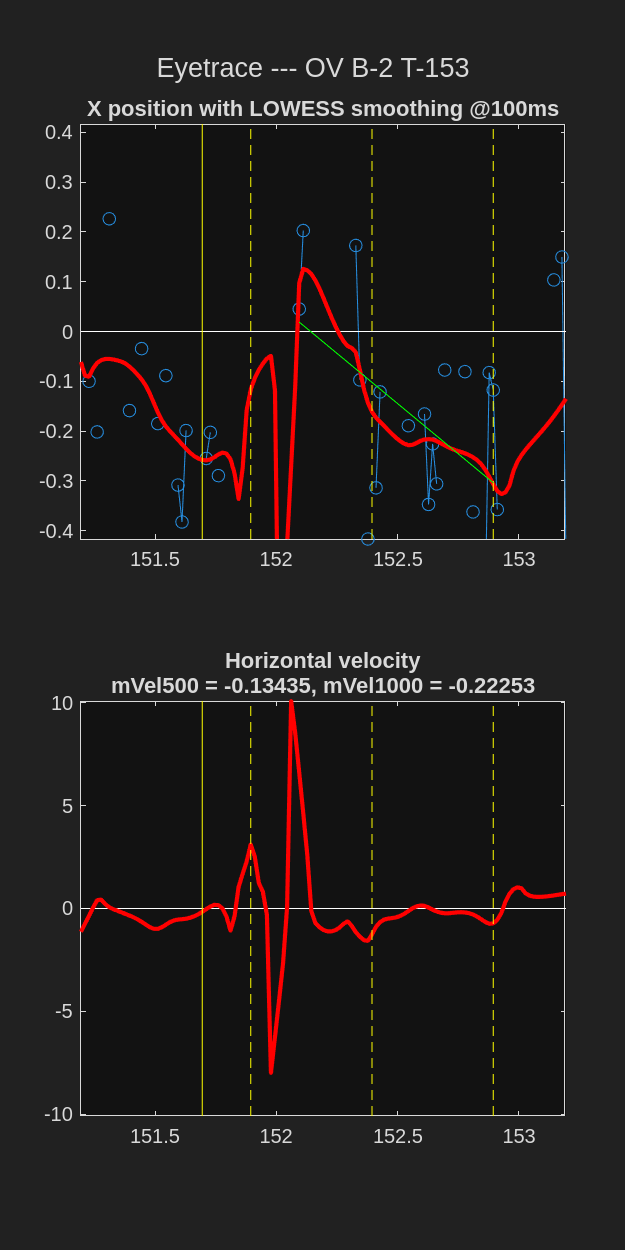 Eyetrace --- OV B-2 T-153
X position with LOWESS smoothing @100ms
0.4
0.3
0.2
0.1
0
-0.1
-0.2
-0.3
-0.4
151.5 152 152.5 153
Horizontal velocity
mVel500 = -0.13435, mVel1000 = -0.22253
10
5
0
-5
-10
151.5 152 152.5 153